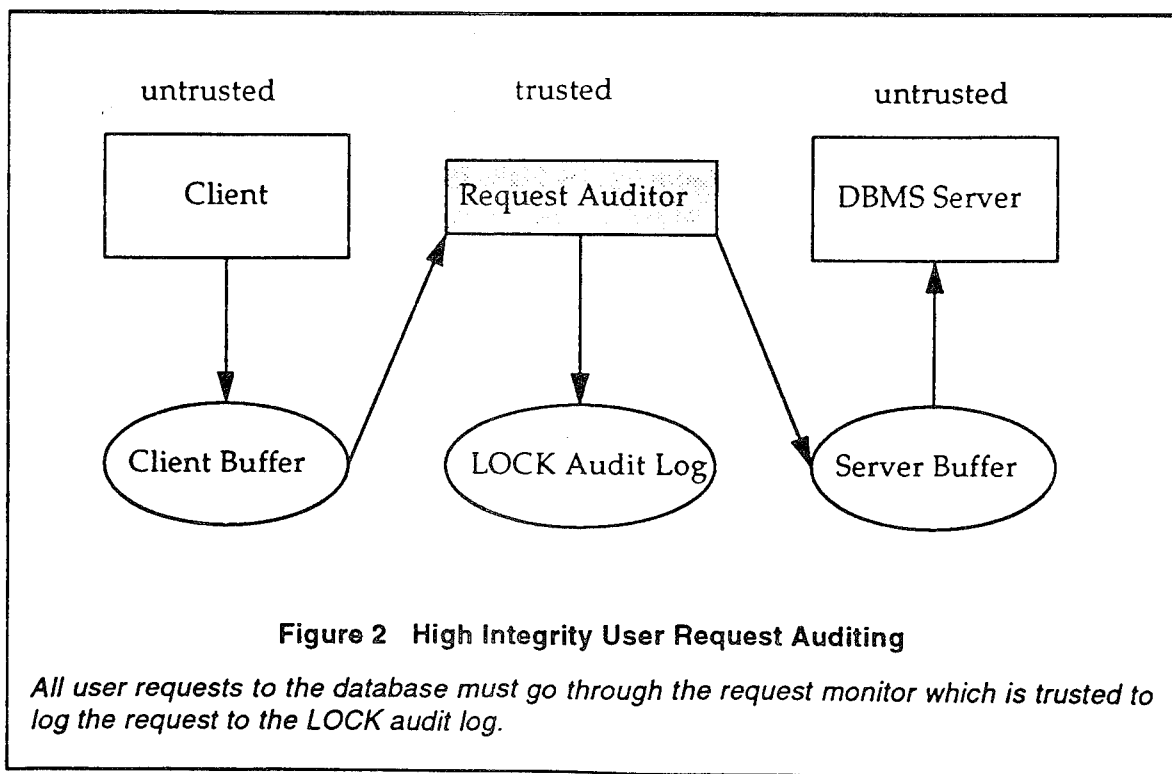 untrusted trusted untrusted
Client Request Auditor DBMS Server
Client Buffer LOCK Audit Log Server Buffer
Figure 2 High Integrity User Request Auditing
All user requests to the database must go through the request monitor which is trusted to
log the request to the LOCK audit log.